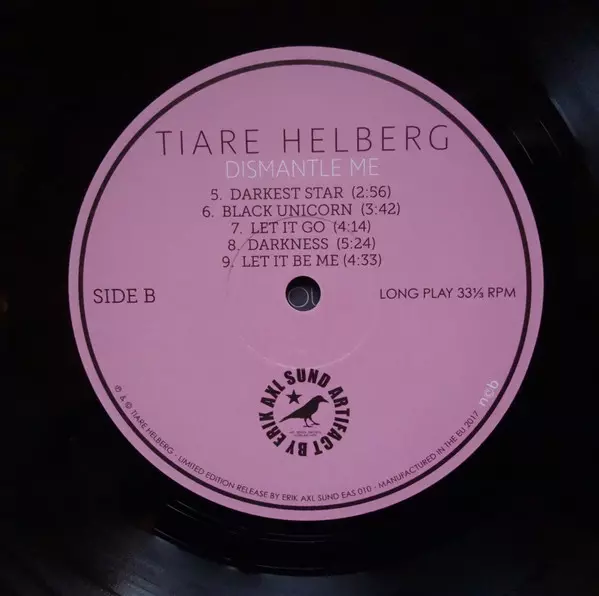 TIARE HELBERG
DISMANTLE ME
5. DARKEST STAR (2:56)
6. BLACK UNICORN (3:42)
7. LET IT GO (4:14)
8. DARKNESS (5:24)
9. LET IT BE ME (4:33)
SIDE B
LONG PLAY 33⅓ RPM
ARTIFACT BY ERIK AXL SUND
℗ & © TIARE HELBERG - LIMITED EDITION RELEASE BY ERIK AXL SUND EAS 010 - MANUFACTURED IN THE EU 2017
ncb